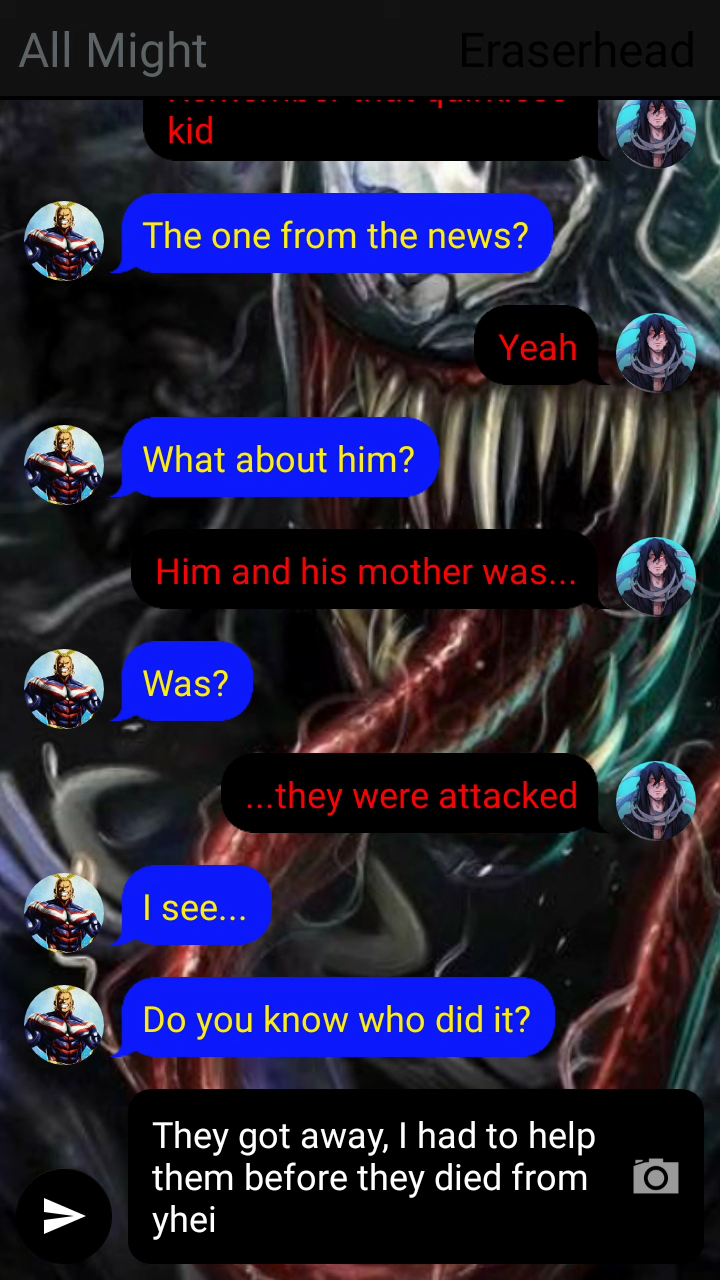 All Might
Eraserhead
kid
The one from the news?
Yeah
What about him?
Him and his mother was...
Was?
...they were attacked
I see...
Do you know who did it?
They got away, I had to help
them before they died from
yhei